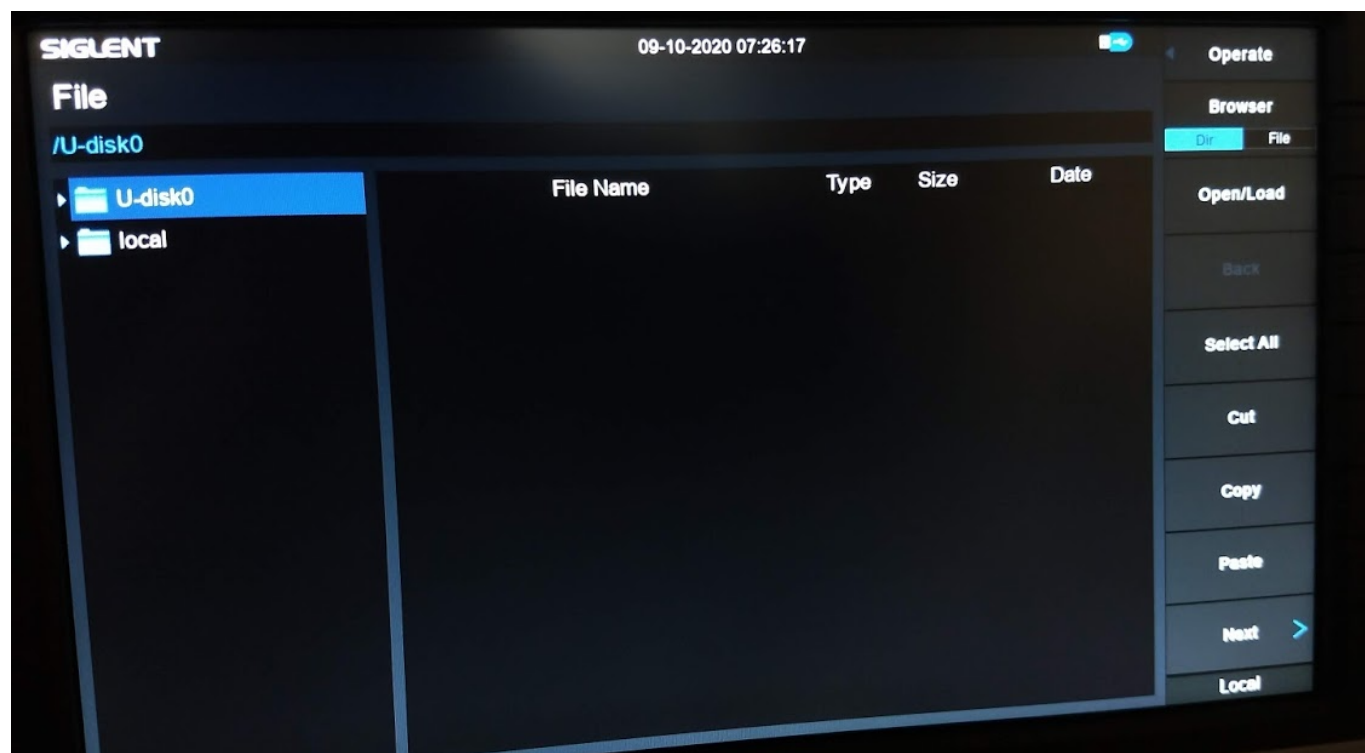 SIGLENT 09-10-2020 07:26:17
File
/U-disk0
U-disk0
local
File Name Type Size Date
Operate
Browser
Dir File
Open/Load
Back
Select All
Cut
Copy
Paste
Next >
Local